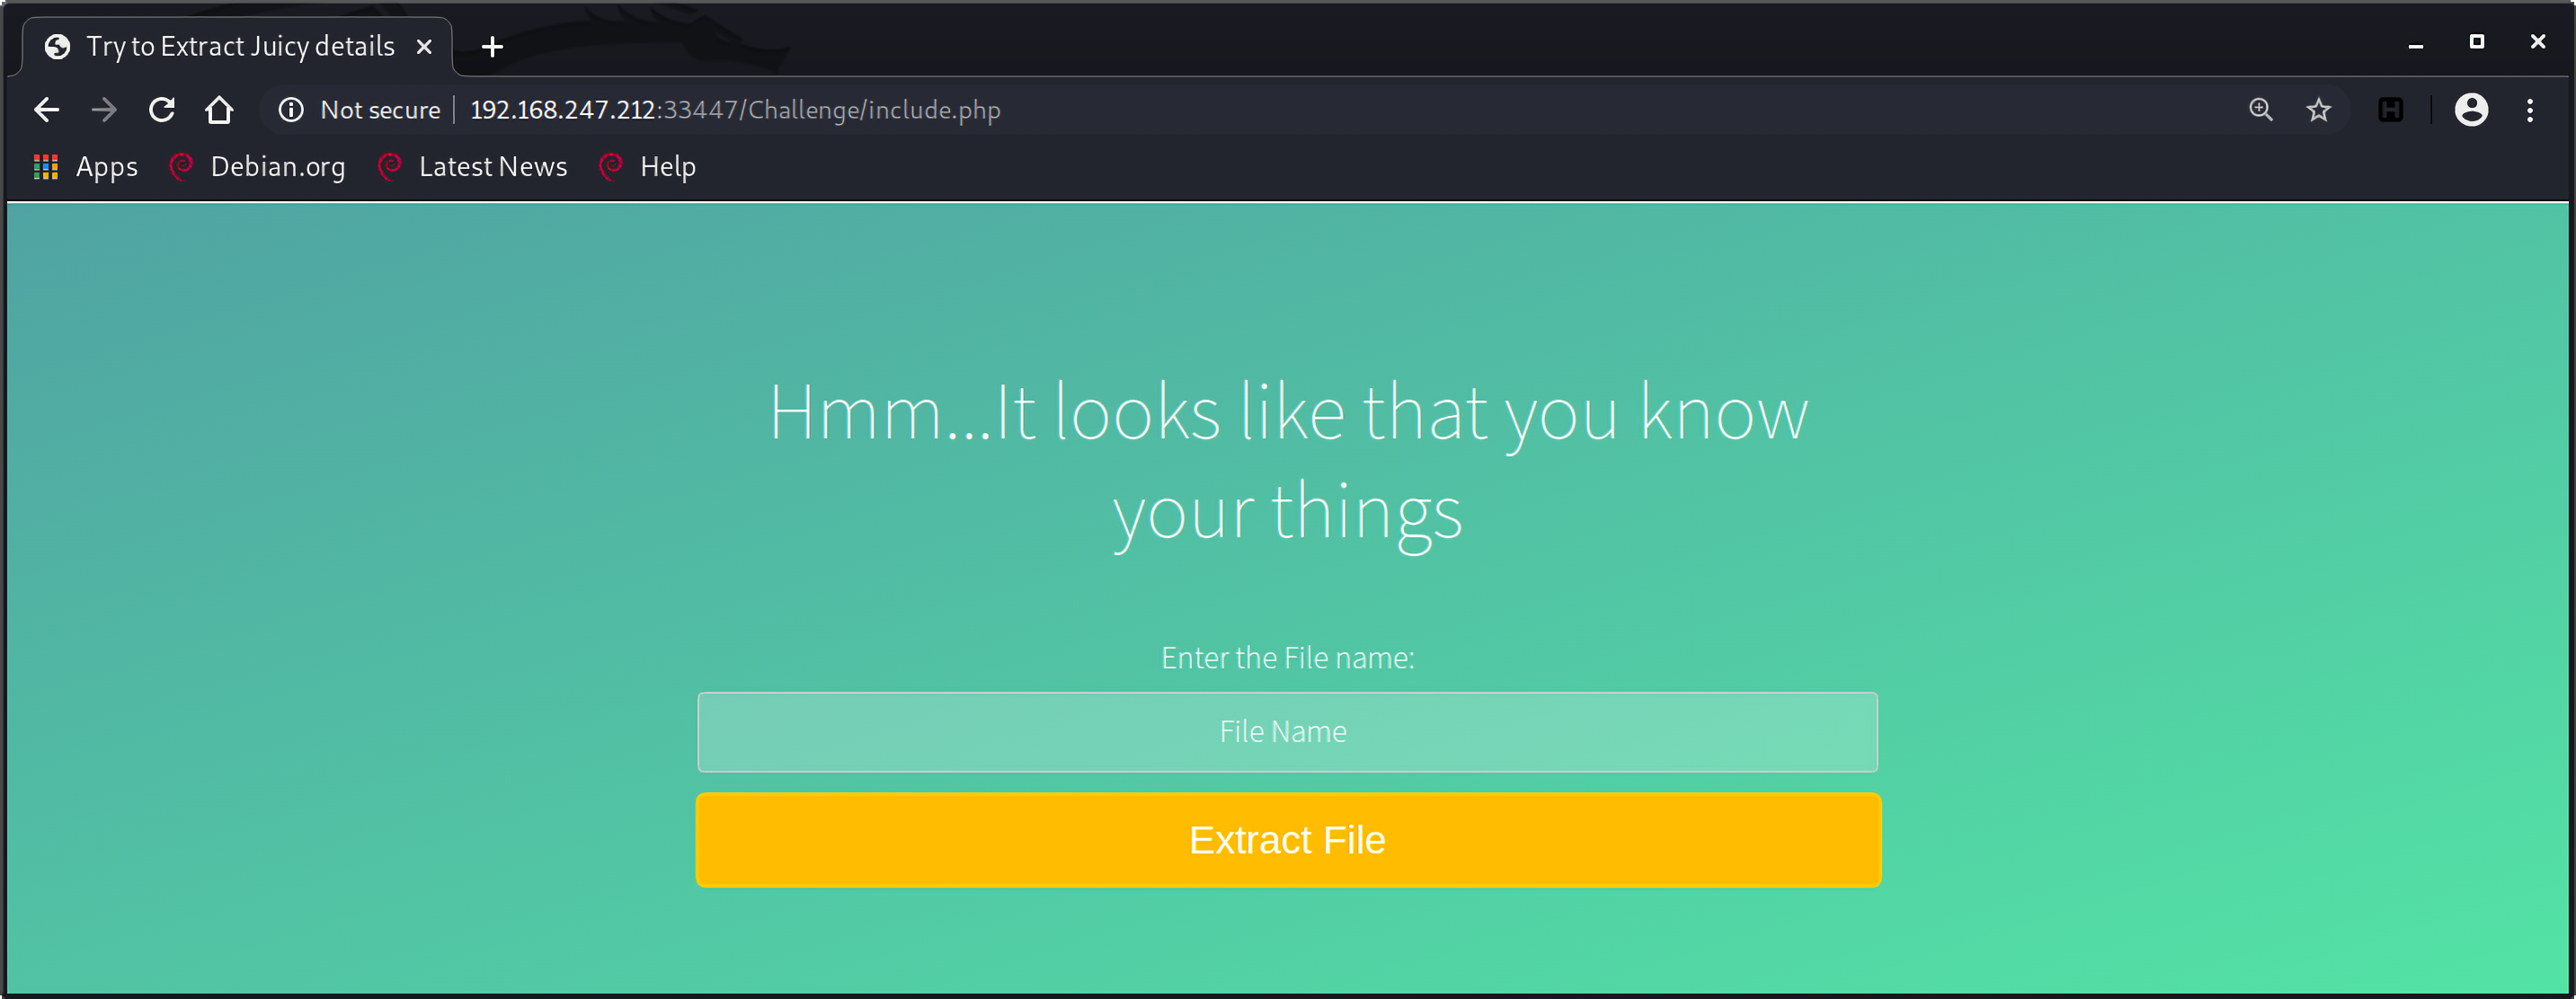 Try to Extract Juicy details
Not secure 192.168.247.212:33447/Challenge/include.php
Apps Debian.org Latest News Help
Hmm...It looks like that you know
your things
Enter the File name:
File Name
Extract File